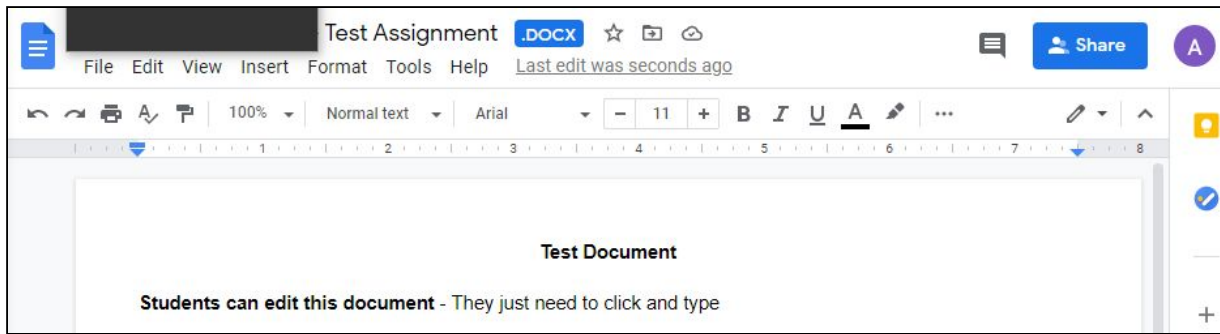 Test Assignment .DOCX
File Edit View Insert Format Tools Help Last edit was seconds ago
Share
A
100% Normal text Arial - 11 + B I U A ...
1 2 3 4 5 6 7 8
Test Document
Students can edit this document - They just need to click and type